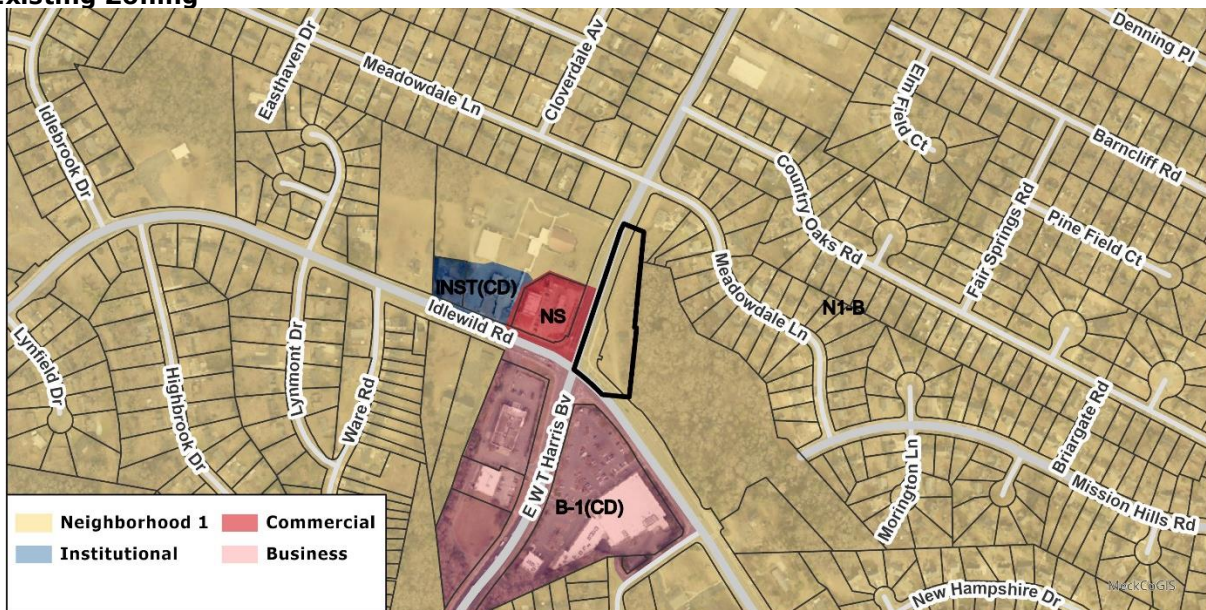 Existing Zoning
Denning Pl
Easthaven Dr
Cloverdale Av
Meadowdale Ln
Elm Field Ct
Idlebrook Dr
Barncliff Rd
Country Oaks Rd
Fair Springs Rd
Pine Field Ct
INST(CD)
NS
Meadowdale Ln
N1-B
Idlewild Rd
Lynfield Dr
Highbrook Dr
Lynmont Dr
Ware Rd
E W T Harris Bv
Briargate Rd
Morington Ln
Mission Hills Rd
B-1(CD)
Neighborhood 1
Commercial
Institutional
Business
New Hampshire Dr
MeckCoGIS